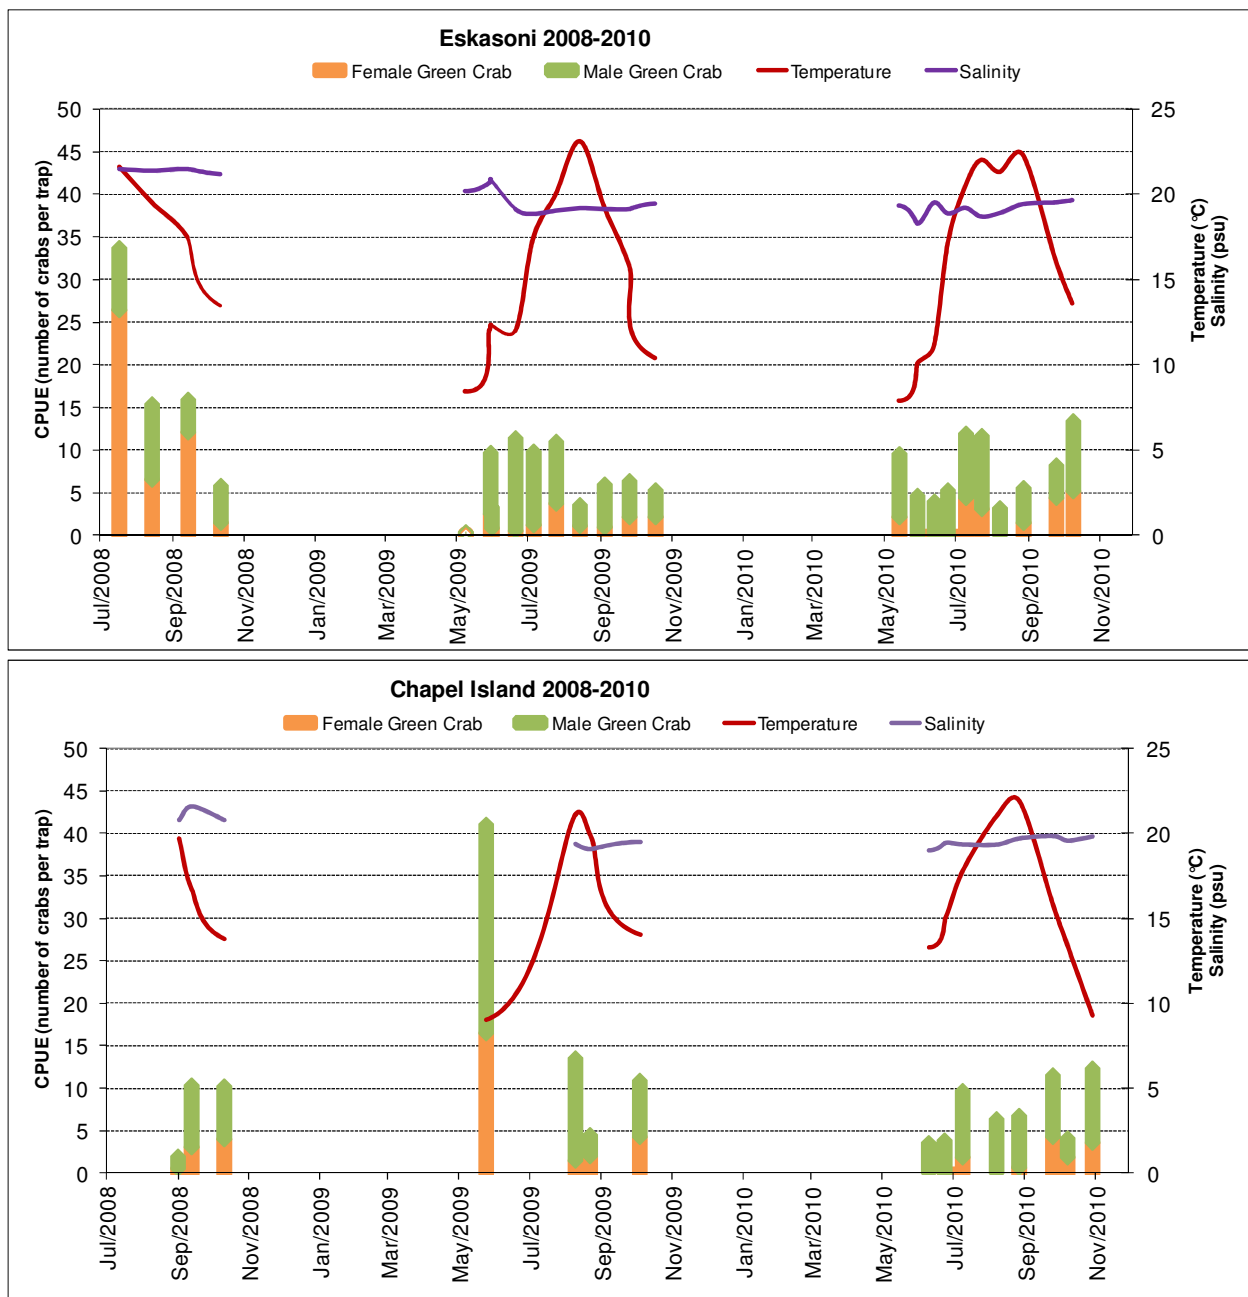 Eskasoni 2008-2010
Female Green Crab Male Green Crab Temperature Salinity
CPUE (number of crabs per trap)
50
45
40
35
30
25
20
15
10
5
0
25
20
15
10
5
0
Temperature (°C)
Salinity (psu)
Jul/2008
Sep/2008
Nov/2008
Jan/2009
Mar/2009
May/2009
Jul/2009
Sep/2009
Nov/2009
Jan/2010
Mar/2010
May/2010
Jul/2010
Sep/2010
Nov/2010
Chapel Island 2008-2010
Female Green Crab Male Green Crab Temperature Salinity
CPUE (number of crabs per trap)
50
45
40
35
30
25
20
15
10
5
0
25
20
15
10
5
0
Temperature (°C)
Salinity (psu)
Jul/2008
Sep/2008
Nov/2008
Jan/2009
Mar/2009
May/2009
Jul/2009
Sep/2009
Nov/2009
Jan/2010
Mar/2010
May/2010
Jul/2010
Sep/2010
Nov/2010